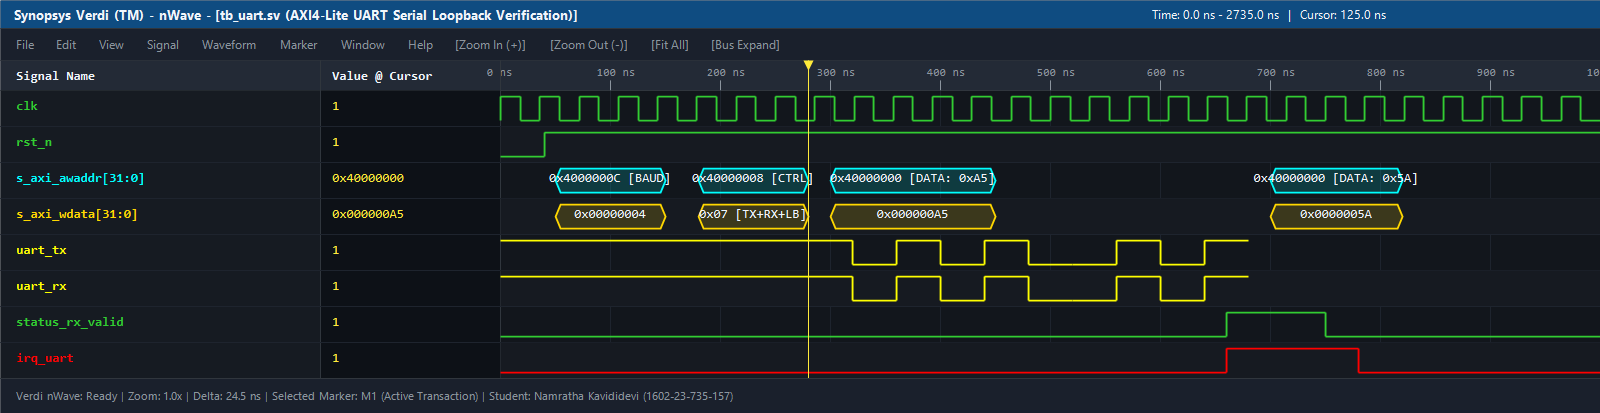 Synopsys Verdi (TM) - nWave - [tb_uart.sv (AXI4-Lite UART Serial Loopback Verification)] Time: 0.0 ns - 2735.0 ns | Cursor: 125.0 ns
File Edit View Signal Waveform Marker Window Help [Zoom In (+)] [Zoom Out (-)] [Fit All] [Bus Expand]
Signal Name Value @ Cursor 0 ns 100 ns 200 ns 300 ns 400 ns 500 ns 600 ns 700 ns 800 ns 900 ns 10
clk 1
rst_n 1
s_axi_awaddr[31:0] 0x40000000 0x4000000C [BAUD] 0x40000008 [CTRL] 0x40000000 [DATA: 0xA5] 0x40000000 [DATA: 0x5A]
s_axi_wdata[31:0] 0x000000A5 0x00000004 0x07 [TX+RX+LB] 0x000000A5 0x0000005A
uart_tx 1
uart_rx 1
status_rx_valid 1
irq_uart 1
Verdi nWave: Ready | Zoom: 1.0x | Delta: 24.5 ns | Selected Marker: M1 (Active Transaction) | Student: Namratha Kavididevi (1602-23-735-157)